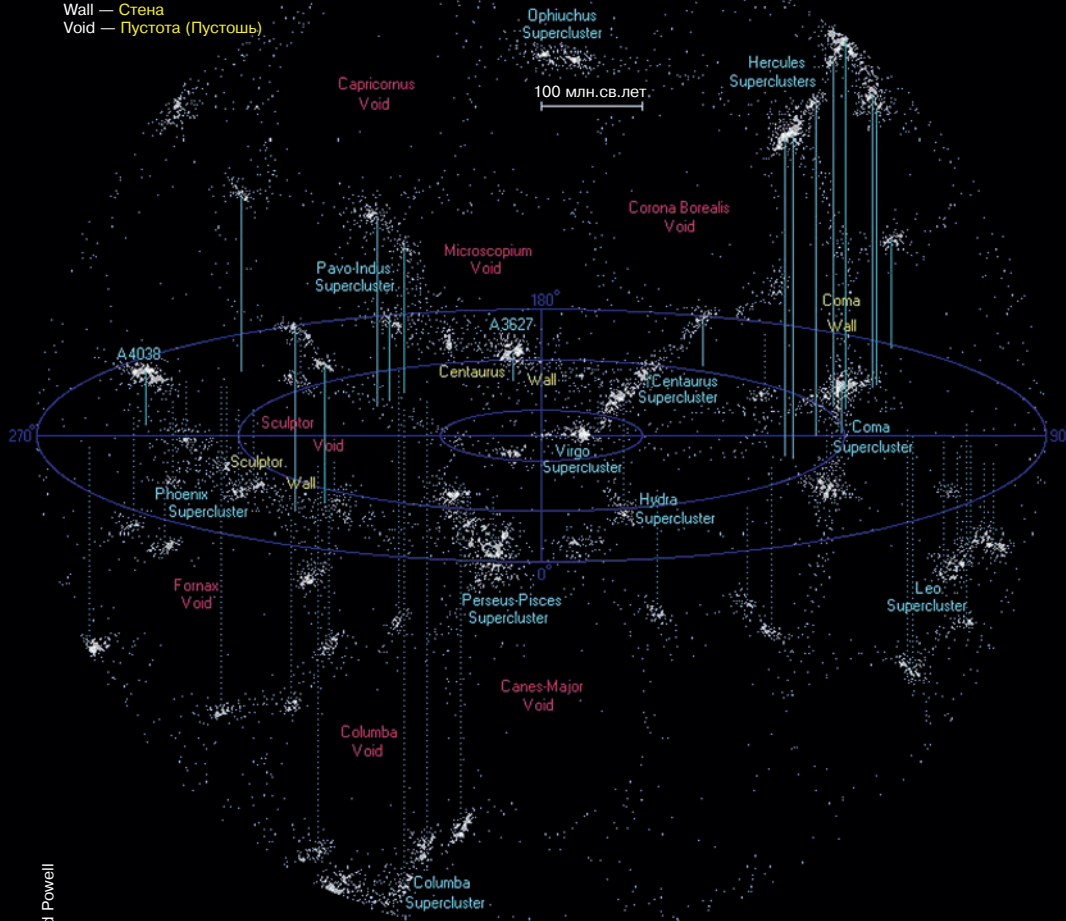 Wall — Стена
Void — Пустота (Пустошь)
Ophiuchus
Supercluster
Capricornus
Void
100 млн.св.лет
Hercules
Superclusters
Corona Borealis
Void
Microscopium
Void
Pavo-Indus
Supercluster
180°
Coma
Wall
A3627
A4038
Centaurus
Wall
Centaurus
Supercluster
Sculptor
Void
270°
90
Virgo
Supercluster
Coma
Supercluster
Sculptor
Wall
Phoenix
Supercluster
Hydra
Supercluster
0°
Fornax
Void
Perseus-Pisces
Supercluster
Leo
Supercluster
Canes-Major
Void
Columba
Void
Columba
Supercluster
d Powell